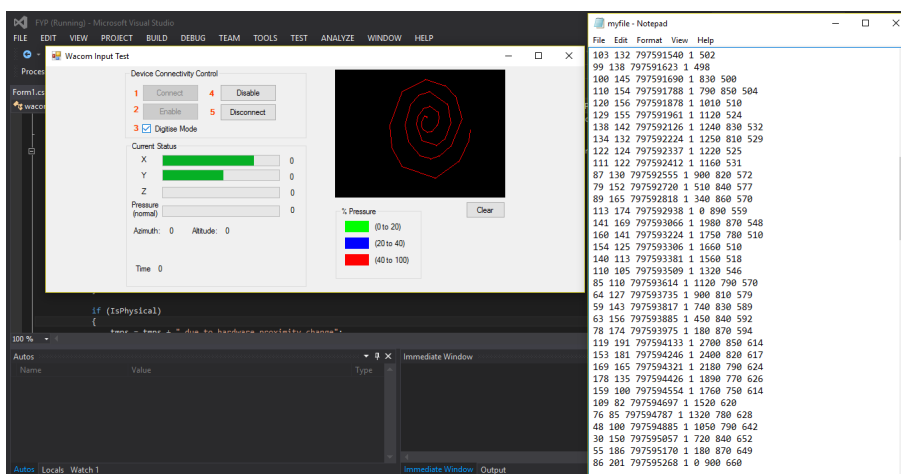 FYP (Running) - Microsoft Visual Studio
FILE EDIT VIEW PROJECT BUILD DEBUG TEAM TOOLS TEST ANALYZE WINDOW HELP
Proces
Form1.cs
waco
Wacom Input Test
Device Connectivity Control
1 Connect 4 Disable
2 Enable 5 Disconnect
3 Digitise Mode
Current Status
X 0
Y 0
Z 0
Pressure (normal) 0
Azimuth: 0 Altitude: 0
Time 0
% Pressure
(0 to 20)
(20 to 40)
(40 to 100)
Clear
if (IsPhysical)
{
tmps = tmps + " due to hardware proximity change";
100 %
Autos
Name Value Type
Autos Locals Watch 1
Immediate Window
Immediate Window Output
myfile - Notepad
File Edit Format View Help
103 132 797591540 1 502
99 138 797591623 1 498
100 145 797591690 1 830 500
110 154 797591788 1 790 850 504
120 156 797591878 1 1010 510
129 155 797591961 1 1120 524
138 142 797592126 1 1240 830 532
134 132 797592224 1 1250 810 529
122 124 797592337 1 1220 525
111 122 797592412 1 1160 531
87 130 797592555 1 900 820 572
79 152 797592720 1 510 840 577
89 165 797592818 1 340 860 570
113 174 797592938 1 0 890 559
141 169 797593066 1 1980 870 548
160 141 797593224 1 1750 780 510
154 125 797593306 1 1660 510
140 113 797593381 1 1560 518
110 105 797593509 1 1320 546
85 110 797593614 1 1120 790 570
64 127 797593735 1 900 810 579
59 143 797593817 1 740 830 589
63 156 797593885 1 450 840 592
78 174 797593975 1 180 870 594
119 191 797594133 1 2700 850 614
153 181 797594246 1 2400 820 617
169 165 797594321 1 2180 790 624
178 135 797594426 1 1890 770 626
159 100 797594554 1 1760 750 614
109 82 797594697 1 1520 620
76 85 797594787 1 1320 780 628
48 100 797594885 1 1050 790 642
30 150 797595057 1 720 840 652
55 186 797595170 1 180 870 649
86 201 797595268 1 0 900 660